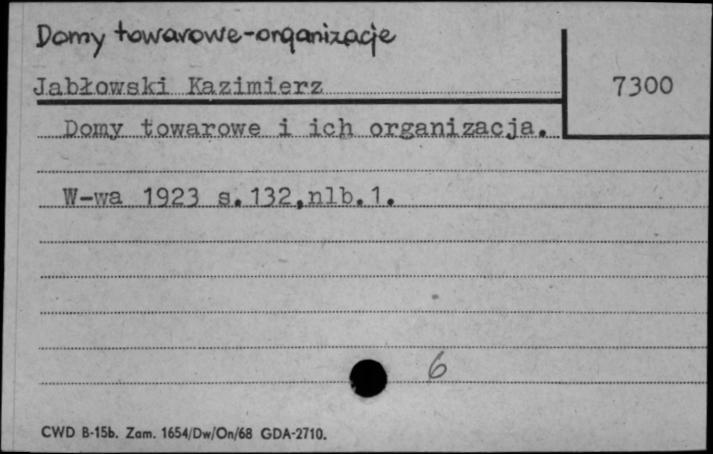 Domy towarowe-organizacje
Jabłowski Kazimierz
7300
Domy towarowe i ich organizacja.
W-wa 1923 s.132,nlb.1.
6
CWD B-15b. Zam. 1654/Dw/On/68 GDA-2710.